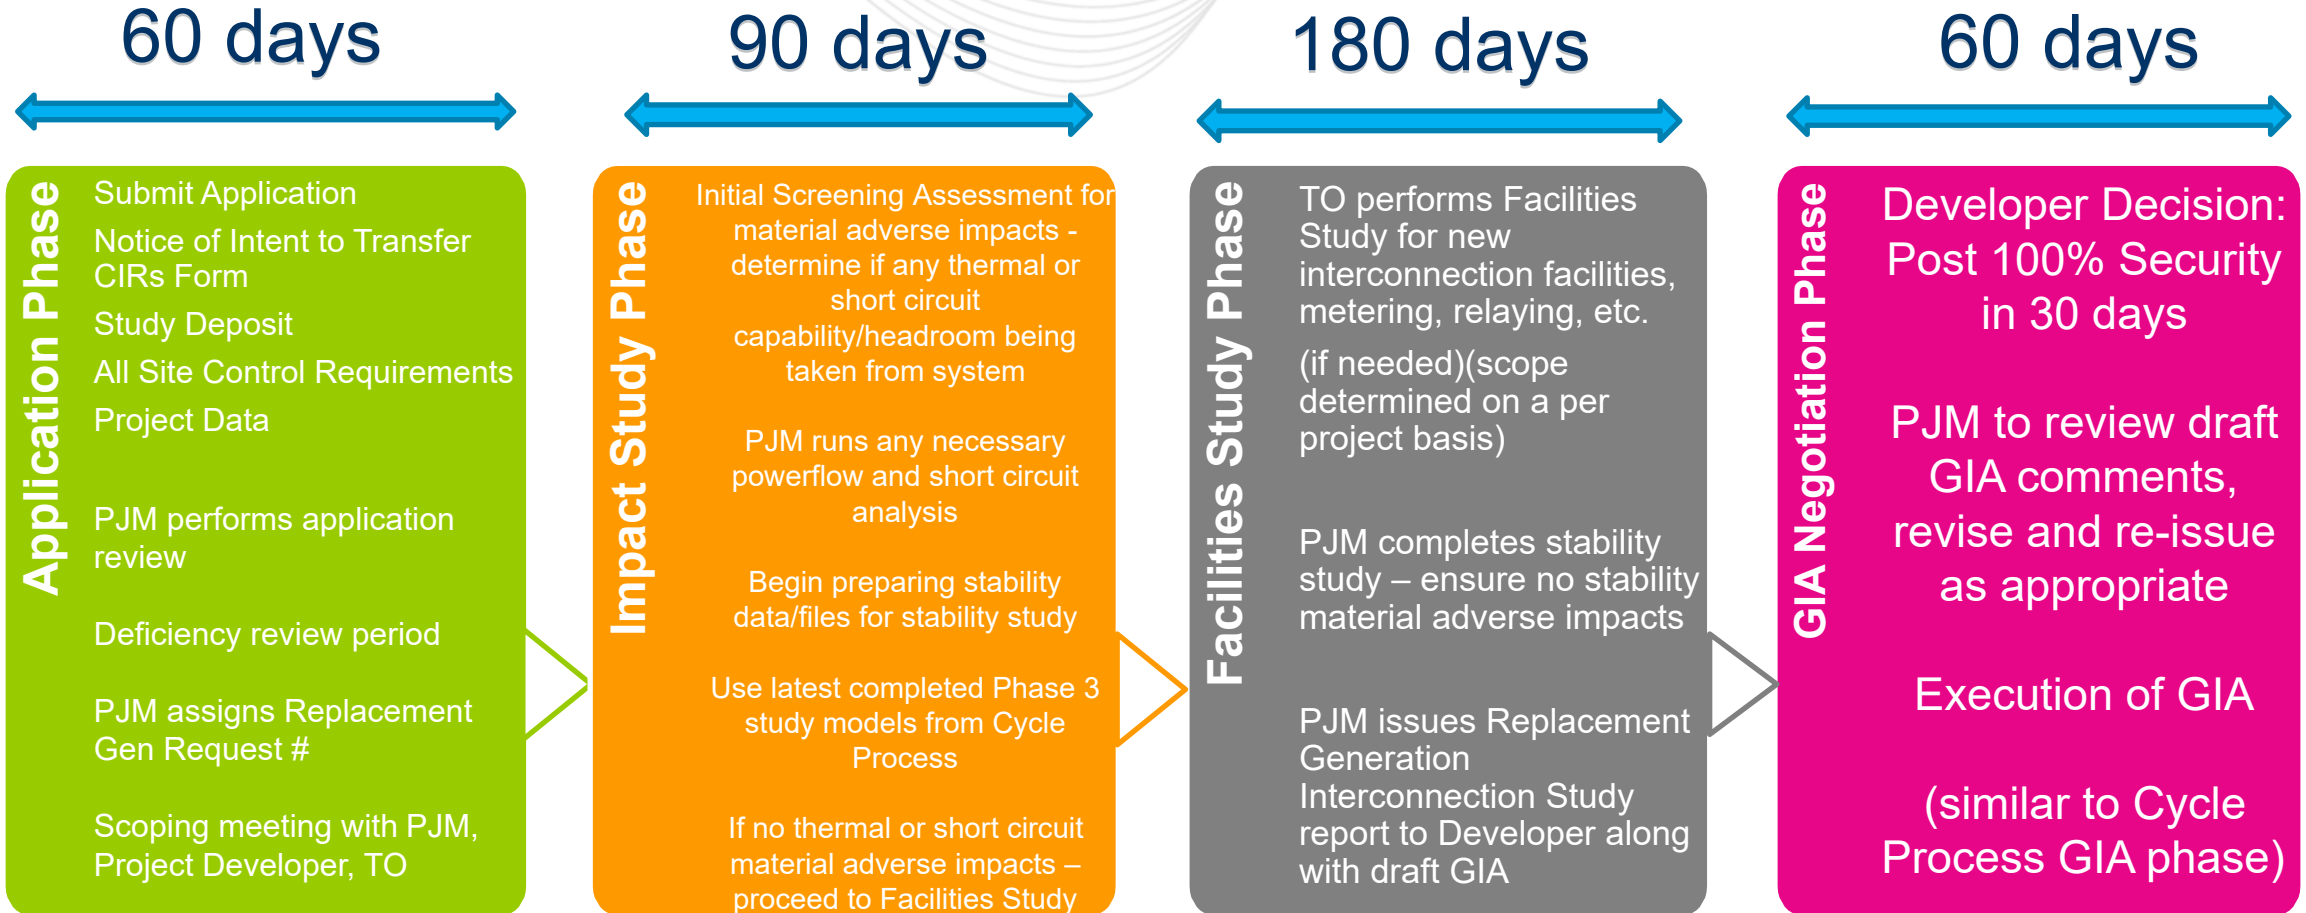 60 days
90 days
180 days
60 days
Application Phase
Submit Application
Notice of Intent to Transfer
CIRs Form
Study Deposit
All Site Control Requirements
Project Data
PJM performs application
review
Deficiency review period
PJM assigns Replacement
Gen Request #
Scoping meeting with PJM,
Project Developer, TO
Impact Study Phase
Initial Screening Assessment for
material adverse impacts -
determine if any thermal or
short circuit
capability/headroom being
taken from system
PJM runs any necessary
powerflow and short circuit
analysis
Begin preparing stability
data/files for stability study
Use latest completed Phase 3
study models from Cycle
Process
If no thermal or short circuit
material adverse impacts –
proceed to Facilities Study
Facilities Study Phase
TO performs Facilities
Study for new
interconnection facilities,
metering, relaying, etc.
(if needed)(scope
determined on a per
project basis)
PJM completes stability
study – ensure no stability
material adverse impacts
PJM issues Replacement
Generation
Interconnection Study
report to Developer along
with draft GIA
GIA Negotiation Phase
Developer Decision:
Post 100% Security
in 30 days
PJM to review draft
GIA comments,
revise and re-issue
as appropriate
Execution of GIA
(similar to Cycle
Process GIA phase)